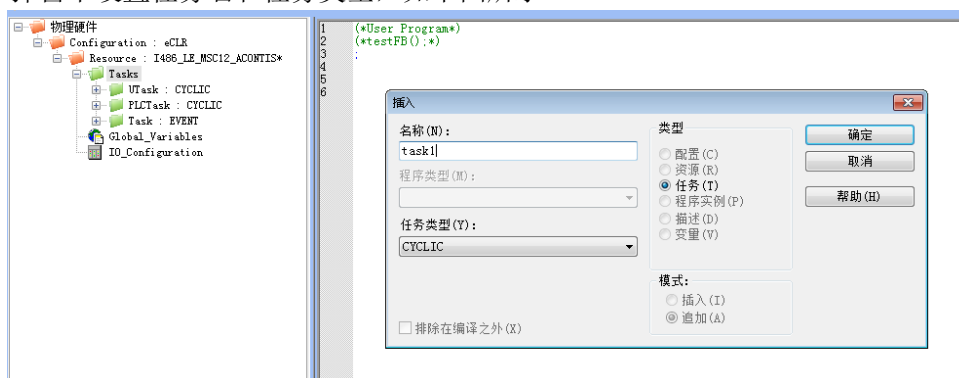 物理硬件
Configuration : eCLR
Resource : I486_LE_MSC12_ACONTIS*
Tasks
UTask : CYCLIC
PLCTask : CYCLIC
Task : EVENT
Global_Variables
IO_Configuration
1 (*User Program*)
2 (*testFB();*)
3 ;
4
5
6
插入
名称(N):
task1
程序类型(M):
任务类型(Y):
CYCLIC
排除在编译之外(X)
类型
配置(C)
资源(R)
任务(T)
程序实例(P)
描述(D)
变量(V)
模式:
插入(I)
追加(A)
确定
取消
帮助(H)